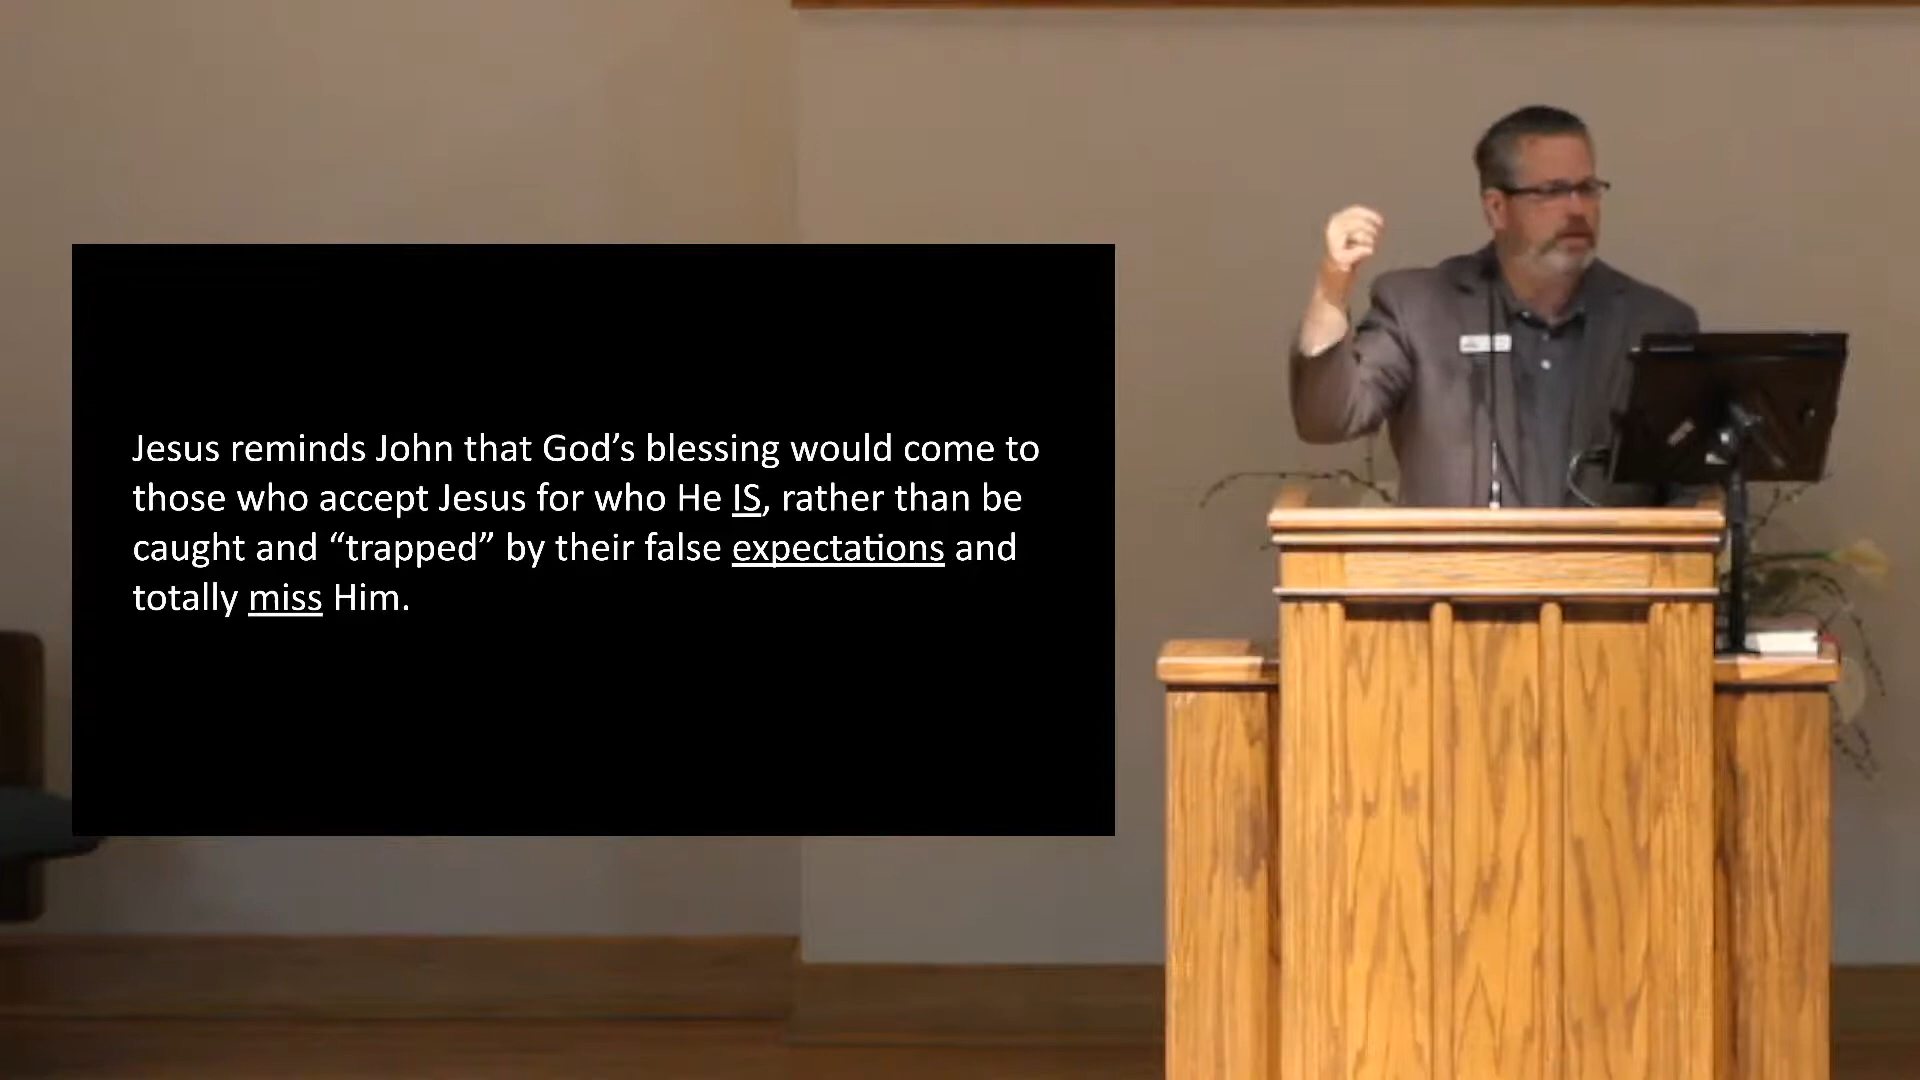 Jesus reminds John that God’s blessing would come to
those who accept Jesus for who He IS, rather than be
caught and “trapped” by their false expectations and
totally miss Him.